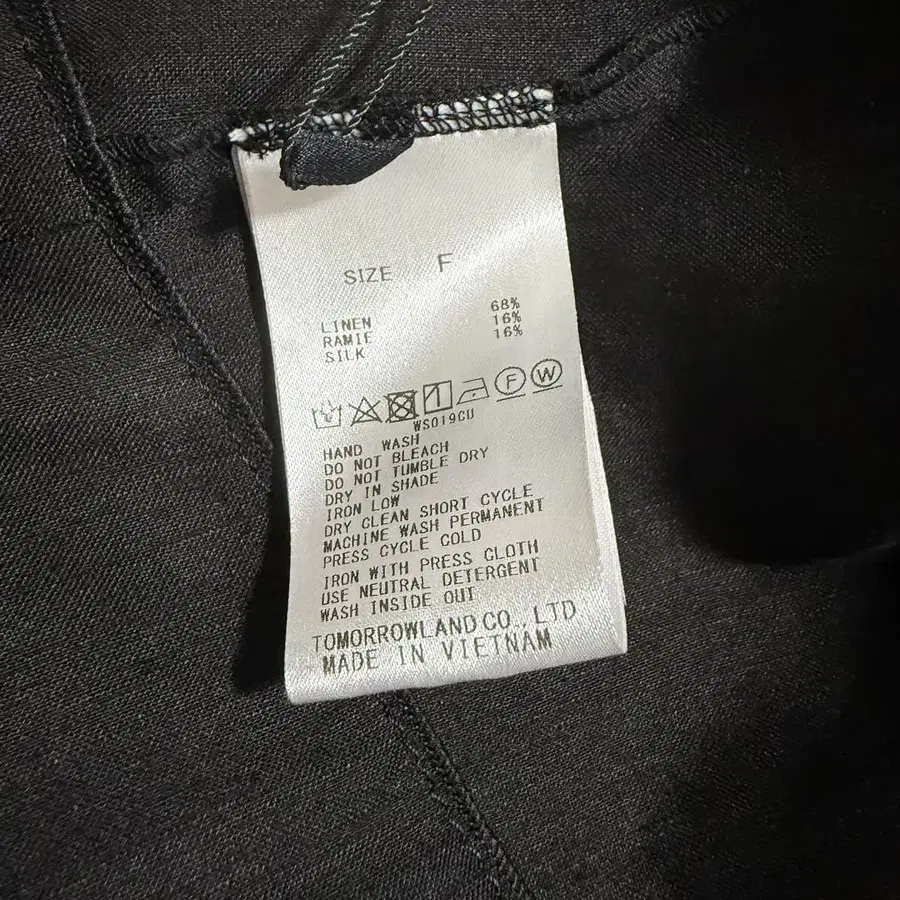 SIZE F
LINEN 68%
RAMIE 16%
SILK 16%
F W
WS019CU
HAND WASH
DO NOT BLEACH
DO NOT TUMBLE DRY
DRY IN SHADE
IRON LOW
DRY CLEAN SHORT CYCLE
MACHINE WASH PERMANENT
PRESS CYCLE COLD
IRON WITH PRESS CLOTH
USE NEUTRAL DETERGENT
WASH INSIDE OUT
TOMORROWLAND CO., LTD
MADE IN VIETNAM